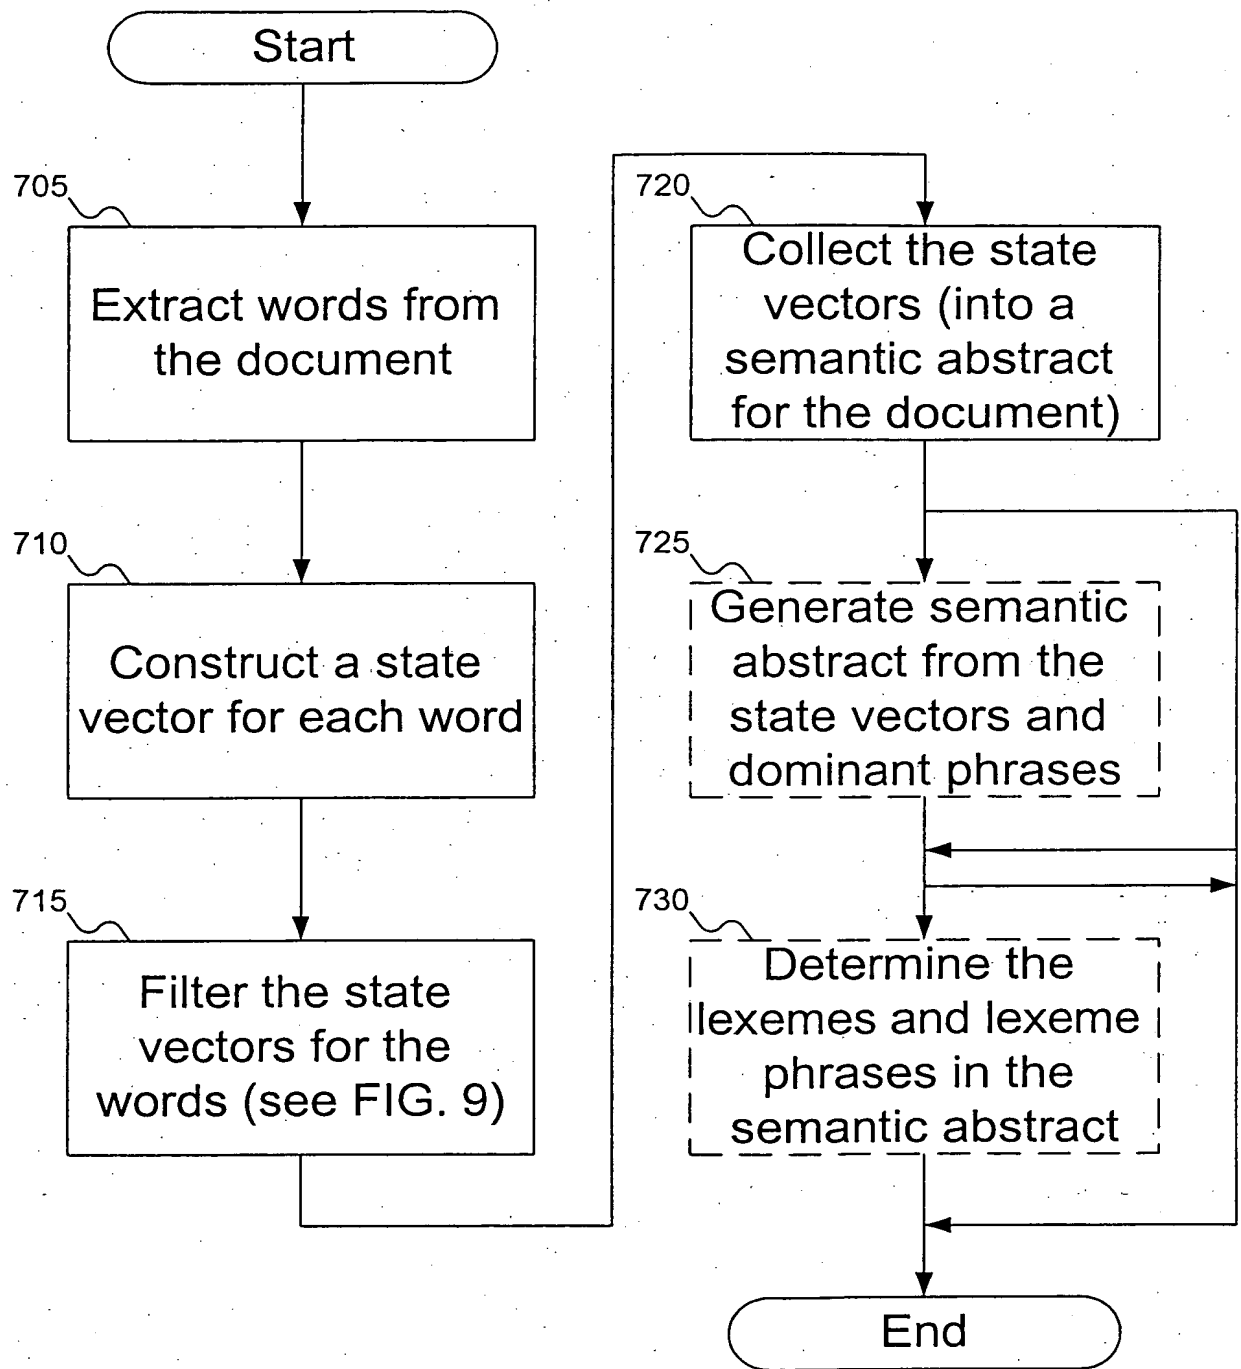 Start
705
Extract words from
the document
710
Construct a state
vector for each word
715
Filter the state
vectors for the
words (see FIG. 9)
720
Collect the state
vectors (into a
semantic abstract
for the document)
725
Generate semantic
abstract from the
state vectors and
dominant phrases
730
Determine the
lexemes and lexeme
phrases in the
semantic abstract
End